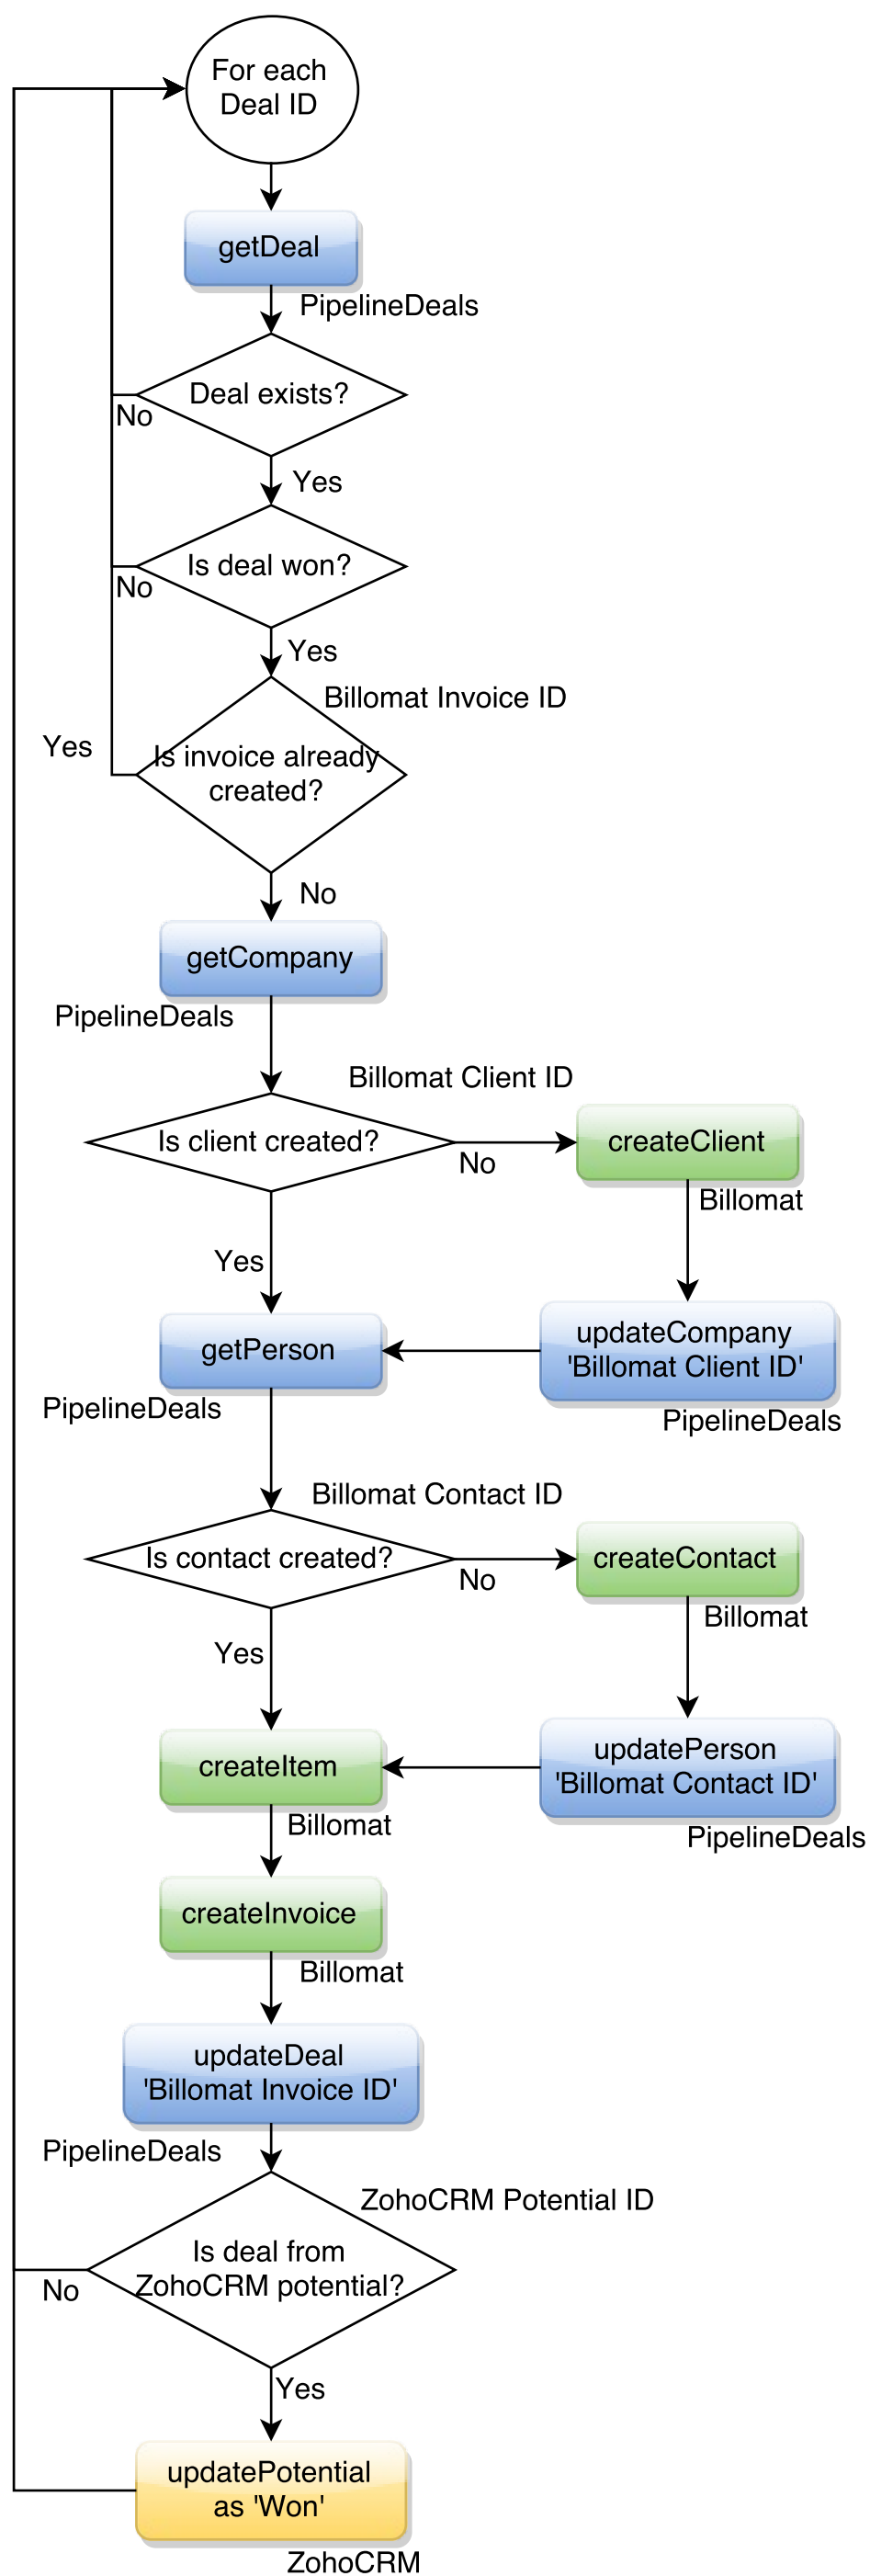 For each
Deal ID
getDeal
PipelineDeals
Deal exists?
No
Yes
Is deal won?
No
Yes
Billomat Invoice ID
Yes
Is invoice already
created?
No
getCompany
PipelineDeals
Billomat Client ID
Is client created?
No
createClient
Billomat
Yes
updateCompany
'Billomat Client ID'
getPerson
PipelineDeals
PipelineDeals
Billomat Contact ID
Is contact created?
No
createContact
Billomat
Yes
updatePerson
'Billomat Contact ID'
createItem
Billomat
PipelineDeals
createInvoice
Billomat
updateDeal
'Billomat Invoice ID'
PipelineDeals
ZohoCRM Potential ID
Is deal from
ZohoCRM potential?
No
Yes
updatePotential
as 'Won'
ZohoCRM